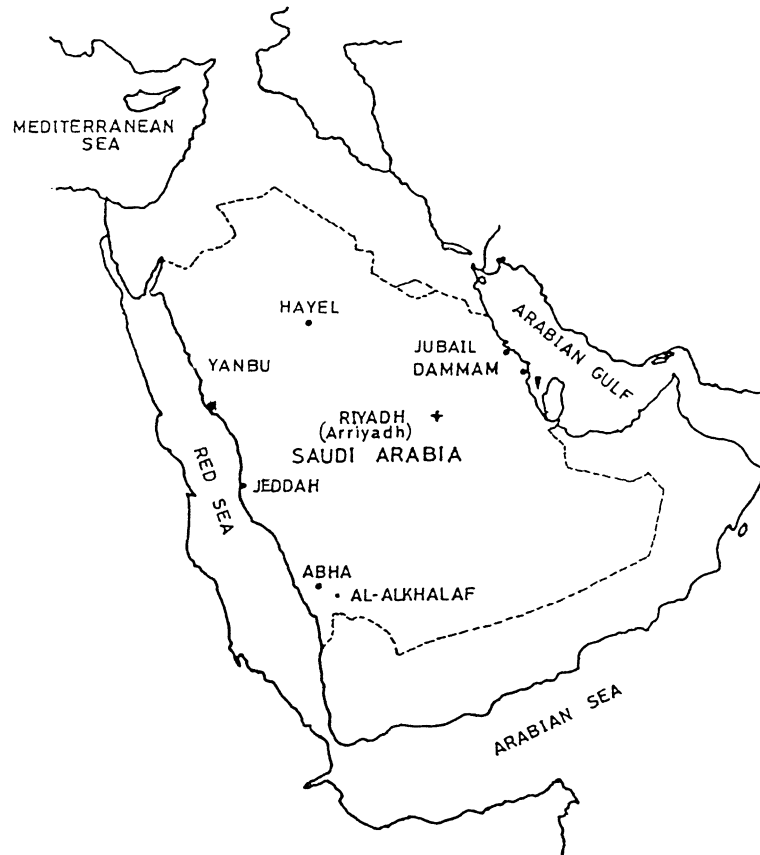 MEDITERRANEAN
SEA
HAYEL
ARABIAN GULF
JUBAIL
DAMMAM
YANBU
RIYADH
(Arriyadh)
SAUDI ARABIA
RED SEA
JEDDAH
ABHA
AL-ALKHALAF
ARABIAN SEA